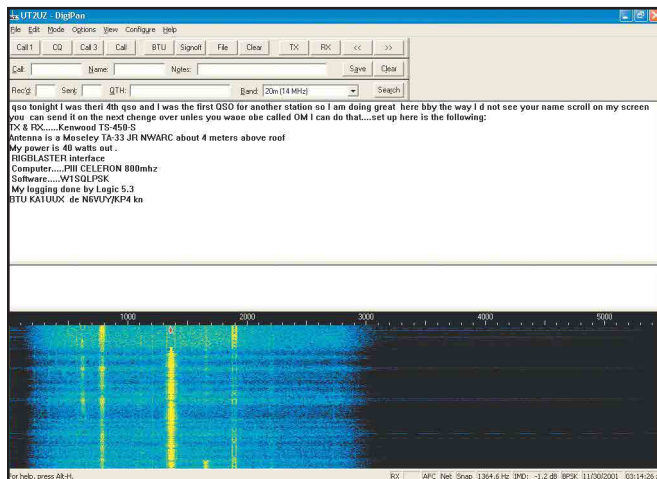 UT2UZ - DigiPan
File Edit Mode Options View Configure Help
Call 1 CQ Call 3 Call BTU Signoff File Clear TX RX << >>
Call: Name: Notes: Save Clear
Rec'd: Sent: QTH: Band: 20m (14 MHz) Search
qso tonight I was theri 4th qso and I was the first QSO for another station so I am doing great here bby the way I d not see your name scroll on my screen
you can send it on the next chenge over unles you waoe obe called OM I can do that....set up here is the following:
TX & RX......Kenwood TS-450-S
Antenna is a Moseley TA-33 JR NWARC about 4 meters above roof
My power is 40 watts out .
RIGBLASTER interface
Computer.....PIII CELERON 800mhz
Software.....W1SQLPSK
My logging done by Logic 5.3
BTU KA1UUX de N6VUY/KP4 kn
1000 2000 3000 4000 5000
For help, press Alt-H. RX AFC Net Snap 1364.6 Hz IMD: -1.2 dB BPSK 11/30/2001 03:14:26